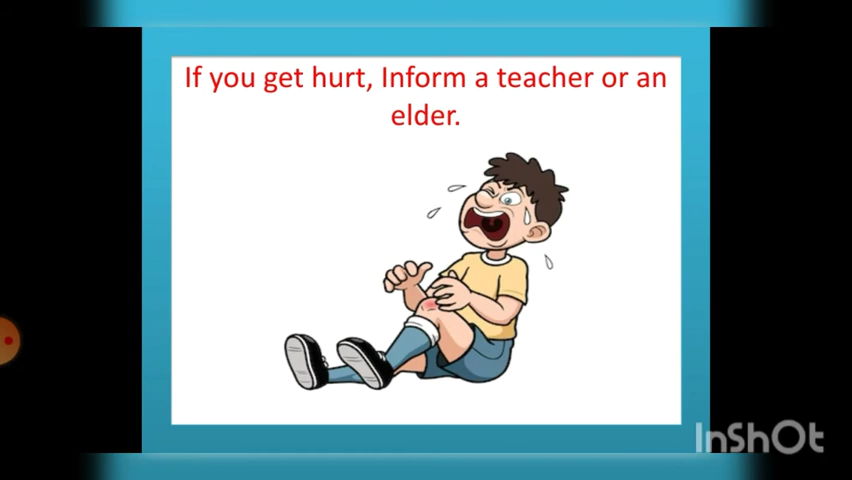 If you get hurt, Inform a teacher or an
elder.
InShOt